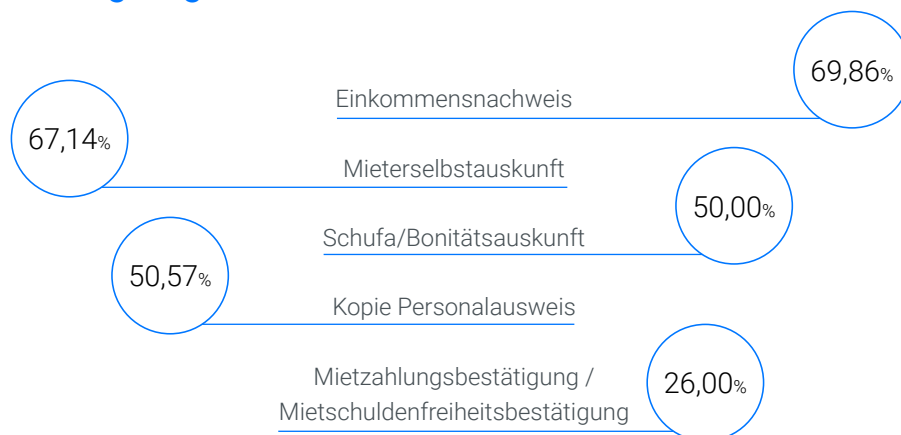 69,86%
Einkommensnachweis
67,14%
Mieterselbstauskunft
50,00%
Schufa/Bonitätsauskunft
50,57%
Kopie Personalausweis
Mietzahlungsbestätigung /
26,00%
Mietschuldenfreiheitsbestätigung